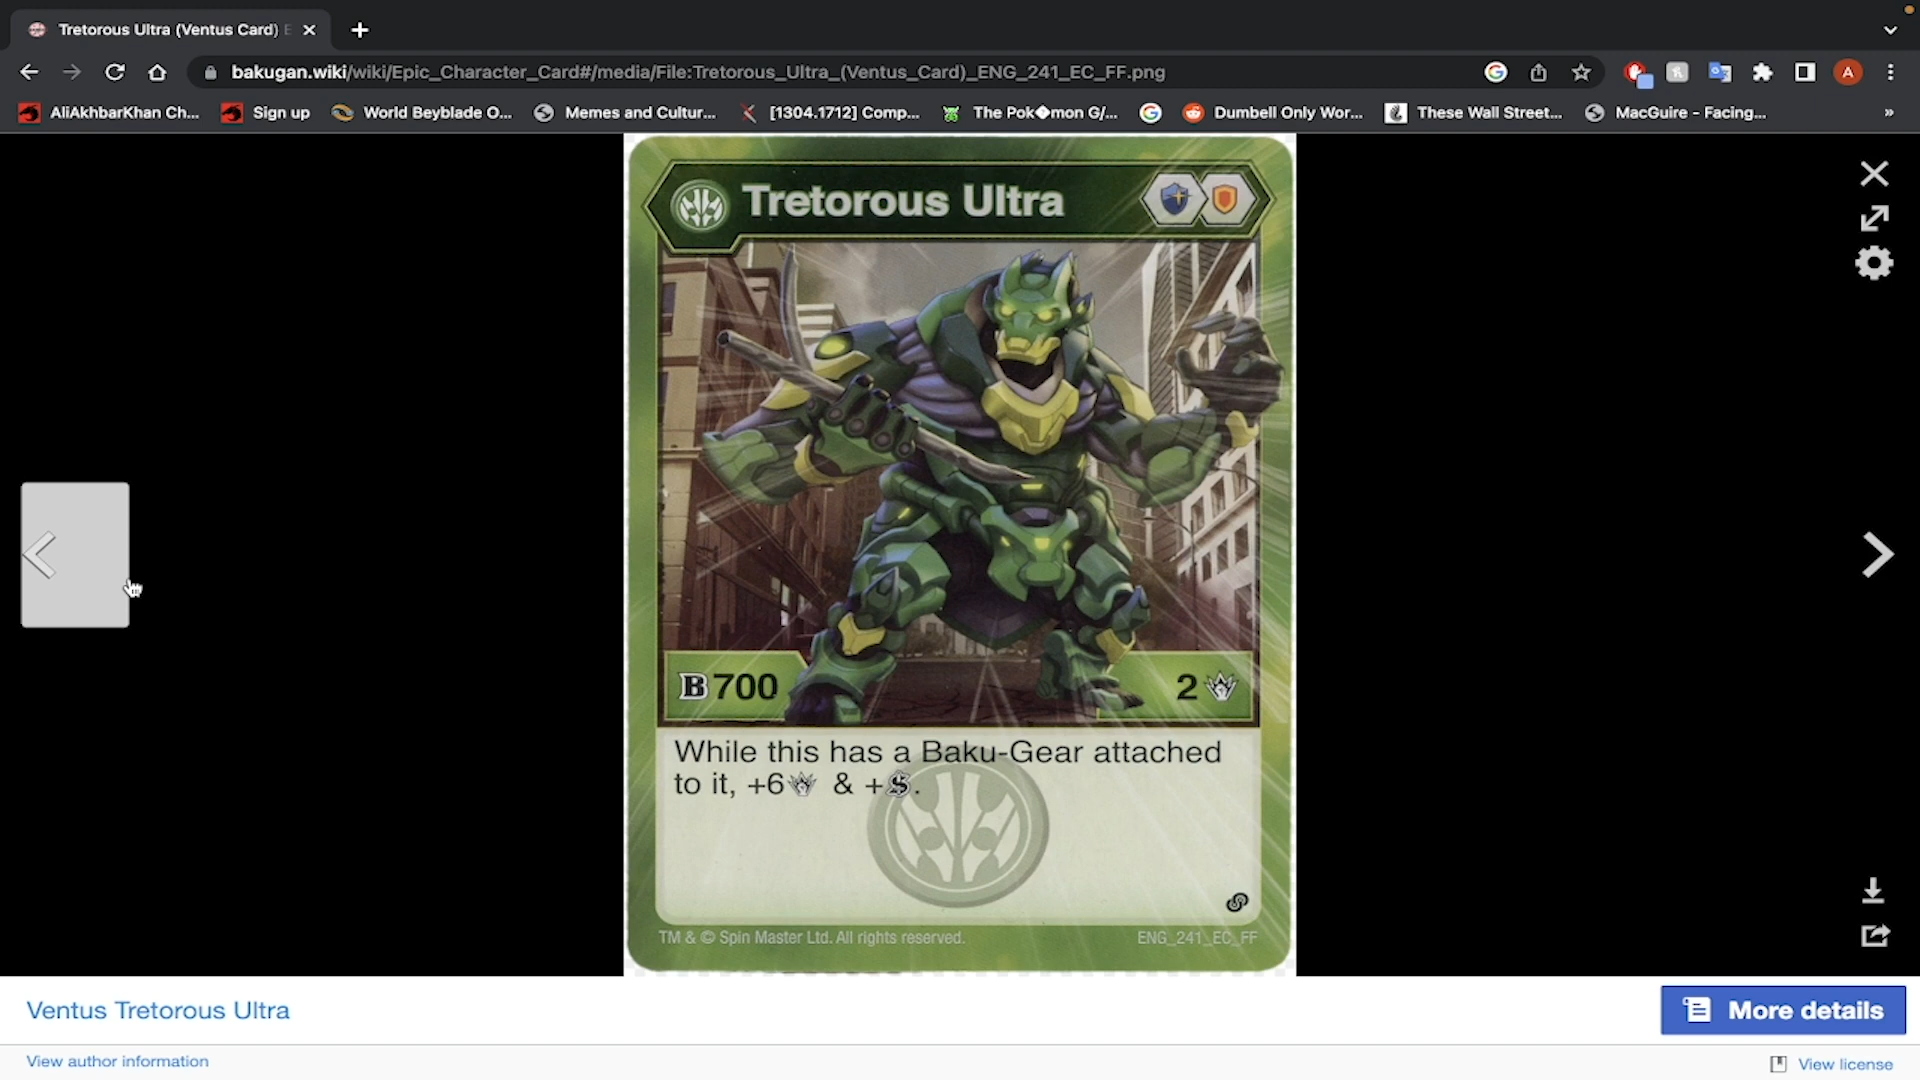 Tretorous Ultra (Ventus Card) E
bakugan.wiki/wiki/Epic_Character_Card#/media/File:Tretorous_Ultra_(Ventus_Card)_ENG_241_EC_FF.png
A
AliAkhbarKhan Ch...
Sign up
World Beyblade O...
Memes and Cultur...
[1304.1712] Comp...
The Pok�mon G/...
Dumbell Only Wor...
These Wall Street...
MacGuire - Facing...
Tretorous Ultra
B 700
2
While this has a Baku-Gear attached
to it, +6 & +S.
TM & © Spin Master Ltd. All rights reserved.
ENG_241_EC_FF
Ventus Tretorous Ultra
More details
View author information
View license